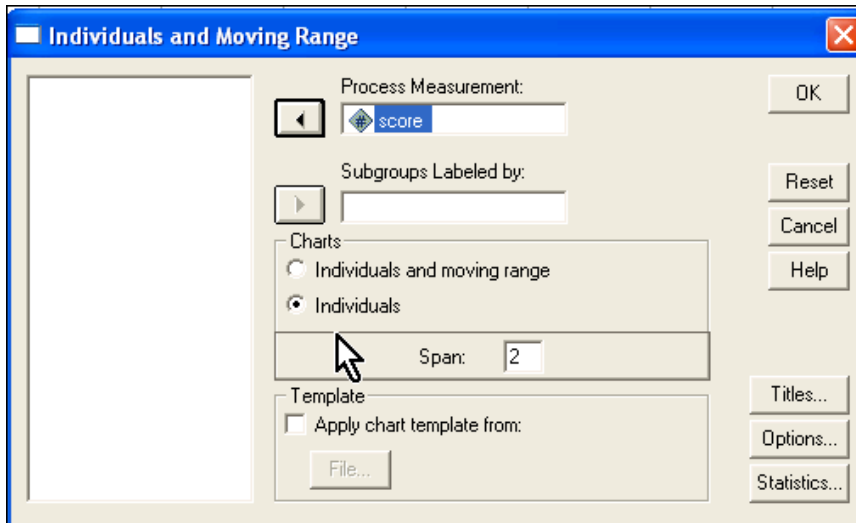 Individuals and Moving Range
Process Measurement:
# score
OK
Subgroups Labeled by:
Reset
Cancel
Help
Charts
Individuals and moving range
Individuals
Span: 2
Template
Apply chart template from:
File...
Titles...
Options...
Statistics...